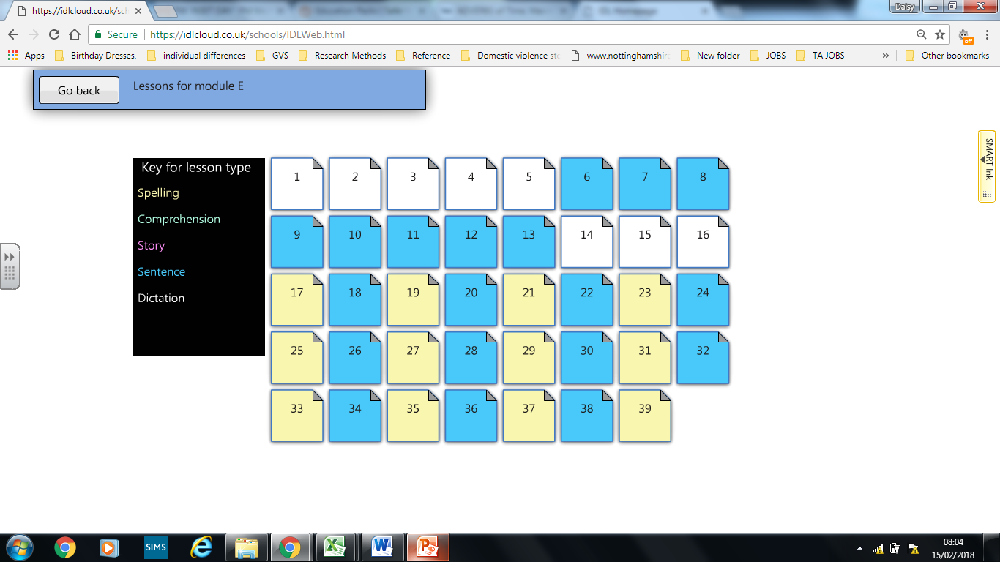 https://idlcloud.co.uk/sch
Daisy
Secure https://idlcloud.co.uk/schools/IDLWeb.html
off
Apps Birthday Dresses. individual differences GVS Research Methods Reference Domestic violence sto www.nottinghamshire New folder JOBS TA JOBS » Other bookmarks
Go back Lessons for module E
SMART Ink
Key for lesson type
Spelling
Comprehension
Story
Sentence
Dictation
1 2 3 4 5 6 7 8
9 10 11 12 13 14 15 16
17 18 19 20 21 22 23 24
25 26 27 28 29 30 31 32
33 34 35 36 37 38 39
SIMS
08:04
15/02/2018